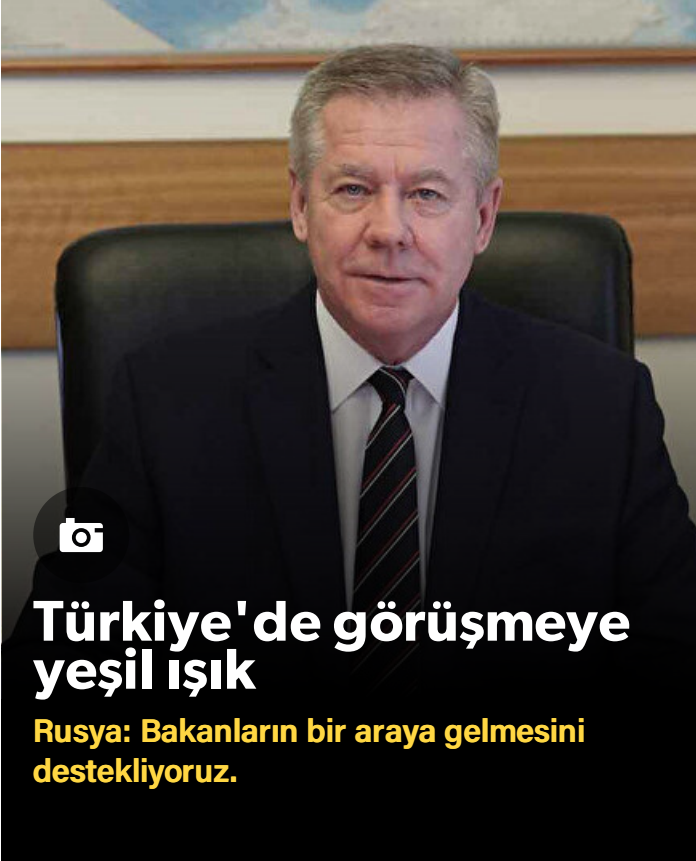 Türkiye'de görüşmeye
yeşil ışık
Rusya: Bakanların bir araya gelmesini
destekliyoruz.